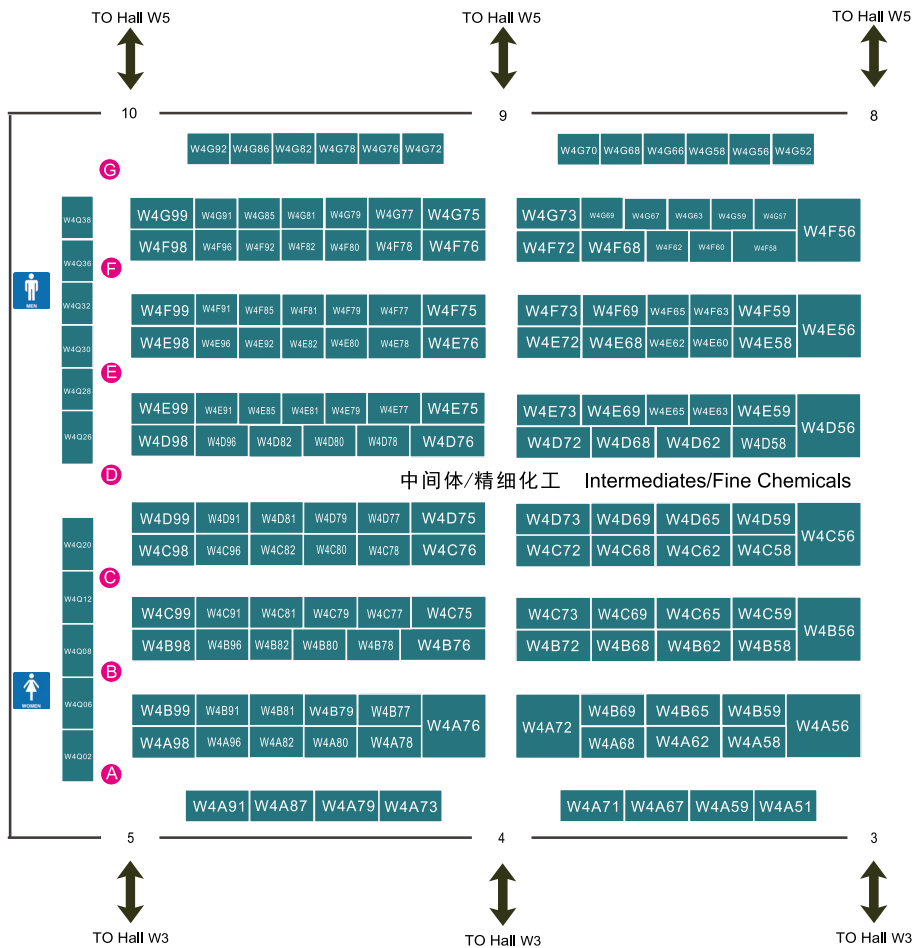 TO Hall W5 TO Hall W5 TO Hall W5
10 9 8
W4G92 W4G86 W4G82 W4G78 W4G76 W4G72 W4G70 W4G68 W4G66 W4G58 W4G56 W4G52
G
W4Q38 W4G99 W4G91 W4G85 W4G81 W4G79 W4G77 W4G75 W4G73 W4G69 W4G67 W4G63 W4G59 W4G57 W4F56
W4F98 W4F96 W4F92 W4F82 W4F80 W4F78 W4F76 W4F72 W4F68 W4F62 W4F60 W4F58
W4Q36 F
MEN
W4Q32 W4F99 W4F91 W4F85 W4F81 W4F79 W4F77 W4F75 W4F73 W4F69 W4F65 W4F63 W4F59 W4E56
W4Q30 W4E98 W4E96 W4E92 W4E82 W4E80 W4E78 W4E76 W4E72 W4E68 W4E62 W4E60 W4E58
E
W4Q28 W4E99 W4E91 W4E85 W4E81 W4E79 W4E77 W4E75 W4E73 W4E69 W4E65 W4E63 W4E59 W4D56
W4Q26 W4D98 W4D96 W4D82 W4D80 W4D78 W4D76 W4D72 W4D68 W4D62 W4D58
D
中间体/精细化工 Intermediates/Fine Chemicals
W4Q20 W4D99 W4D91 W4D81 W4D79 W4D77 W4D75 W4D73 W4D69 W4D65 W4D59 W4C56
W4C98 W4C96 W4C82 W4C80 W4C78 W4C76 W4C72 W4C68 W4C62 W4C58
C
W4Q12 W4C99 W4C91 W4C81 W4C79 W4C77 W4C75 W4C73 W4C69 W4C65 W4C59 W4B56
W4Q08 W4B98 W4B96 W4B82 W4B80 W4B78 W4B76 W4B72 W4B68 W4B62 W4B58
B
WOMEN
W4Q06 W4B99 W4B91 W4B81 W4B79 W4B77 W4A76 W4A72 W4B69 W4B65 W4B59 W4A56
W4Q02 W4A98 W4A96 W4A82 W4A80 W4A78 W4A68 W4A62 W4A58
A
W4A91 W4A87 W4A79 W4A73 W4A71 W4A67 W4A59 W4A51
5 4 3
TO Hall W3 TO Hall W3 TO Hall W3